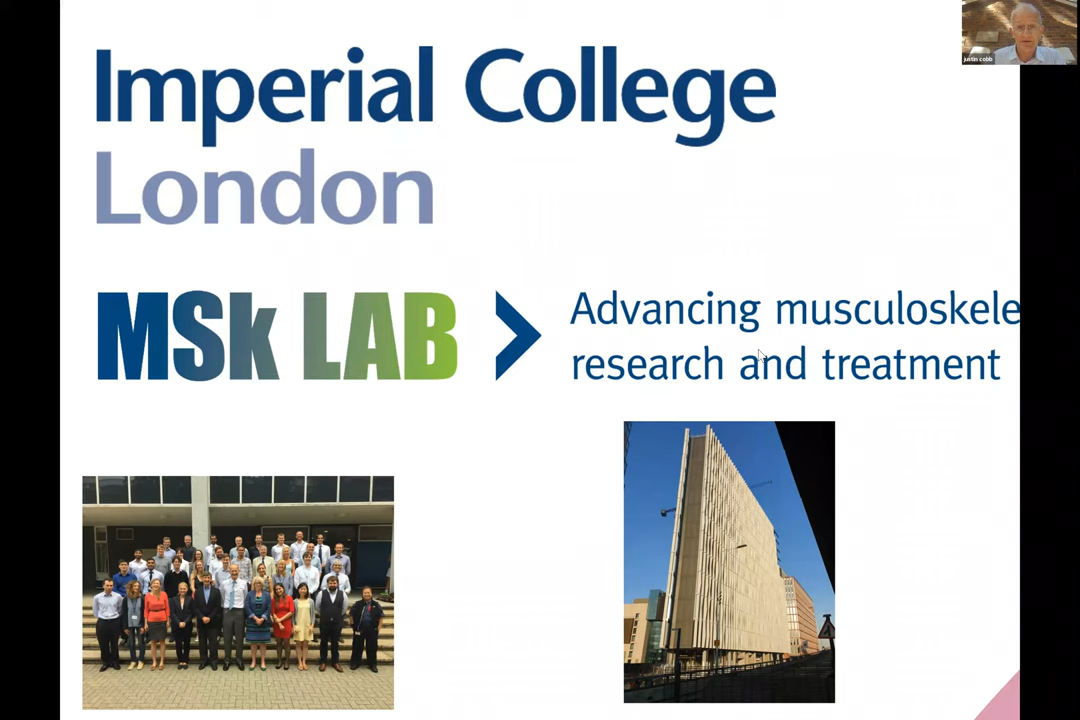 Imperial College
London
justin cobb
MSk LAB
Advancing musculoskele
research and treatment